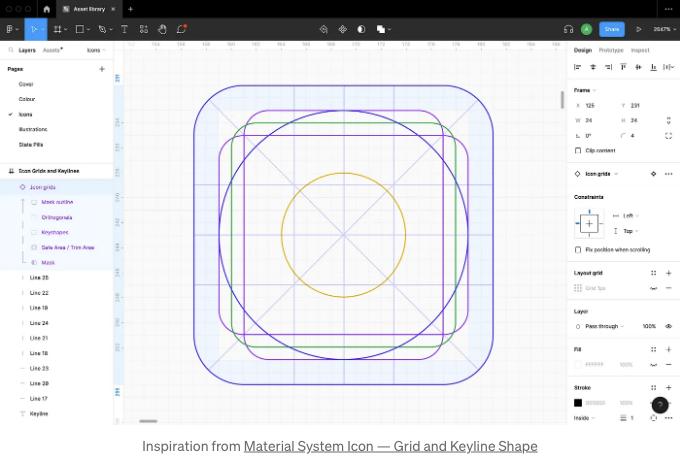 Asset library
Share
2647%
Layers
Assets
Icons
Pages
Cover
Colour
Icons
Illustrations
State Pills
Icon Grids and Keylines
Icon grids
Mask outline
Orthogonals
Keyshapes
Safe Area / Trim Area
Mask
Line 25
Line 22
Line 19
Line 24
Line 21
Line 18
Line 23
Line 20
Line 17
Keyline
Design Prototype Inspect
Frame
X 125 Y 231
W 24 H 24
0° 4
Clip content
Icon grids
Constraints
Left
Top
Fix position when scrolling
Layout grid
Grid 1px
Layer
Pass through 100%
Fill
FFFFFF 100%
Stroke
100%
Inside 1
Inspiration from Material System Icon — Grid and Keyline Shape